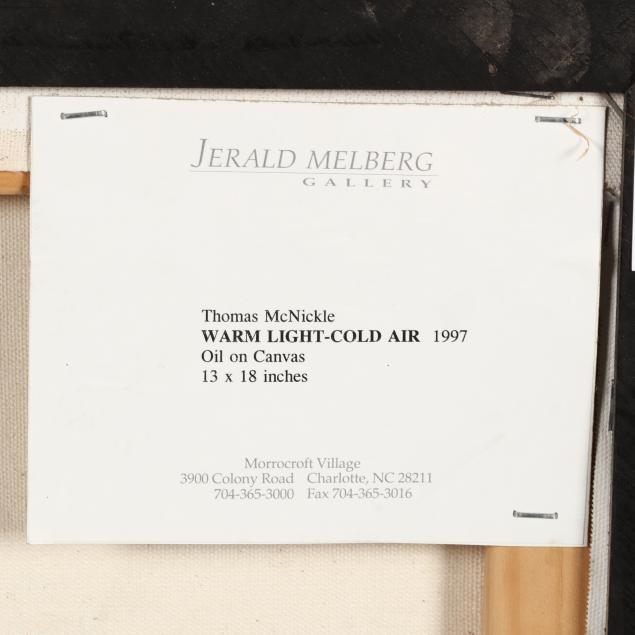 JERALD MELBERG
GALLERY
Thomas McNickle
WARM LIGHT-COLD AIR 1997
Oil on Canvas
13 x 18 inches
Morrocroft Village
3900 Colony Road Charlotte, NC 28211
704-365-3000 Fax 704-365-3016